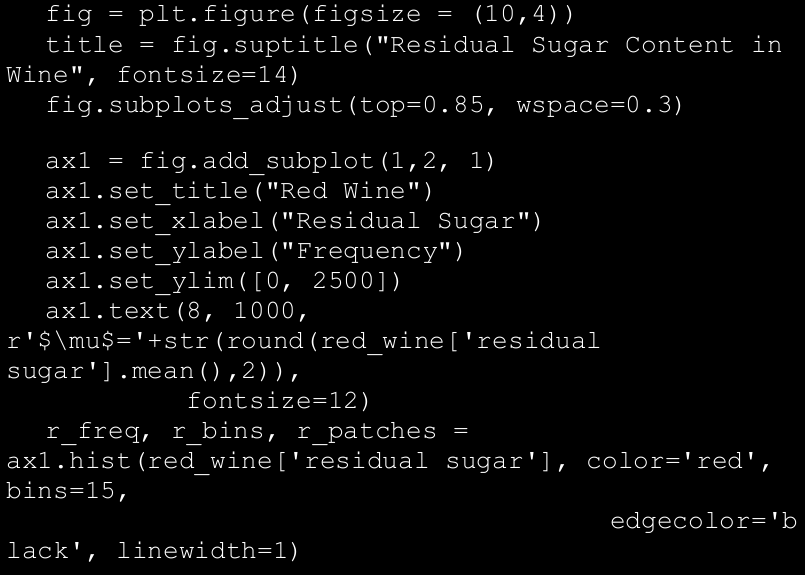 fig = plt.figure(figsize = (10,4))
title = fig.suptitle("Residual Sugar Content in
Wine", fontsize=14)
fig.subplots_adjust(top=0.85, wspace=0.3)
ax1 = fig.add_subplot(1,2, 1)
ax1.set_title("Red Wine")
ax1.set_xlabel("Residual Sugar")
ax1.set_ylabel("Frequency")
ax1.set_ylim([0, 2500])
ax1.text(8, 1000,
r'$\mu$='+str(round(red_wine['residual
sugar'].mean(),2)),
fontsize=12)
r_freq, r_bins, r_patches =
ax1.hist(red_wine['residual sugar'], color='red',
bins=15,
edgecolor='b
lack', linewidth=1)